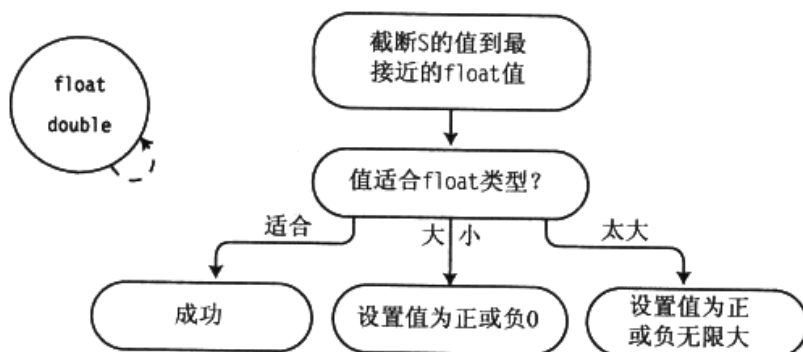 截断S的值到最
接近的float值
float
double
值适合float类型？
适合
大 小
太大
成功
设置值为正或负0
设置值为正
或负无限大